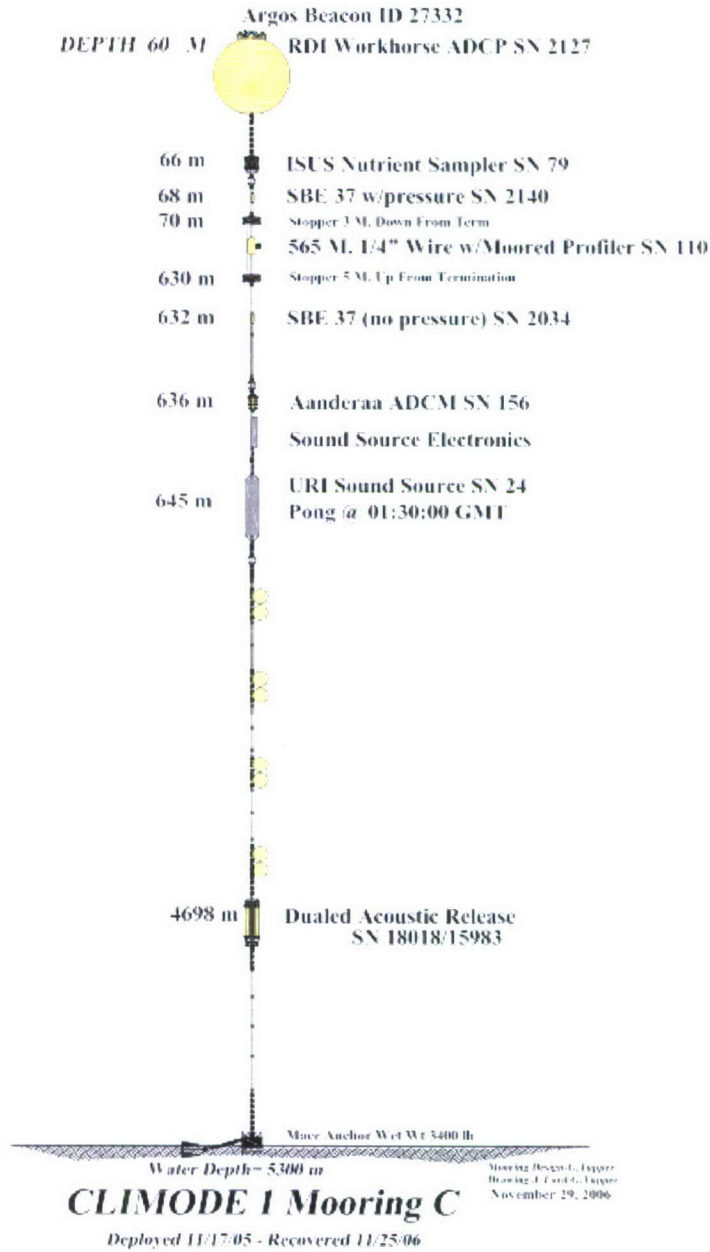 Argos Beacon ID 27332
DEPTH 60 M RDI Workhorse ADCP SN 2127
66 m ISUS Nutrient Sampler SN 79
68 m SBE 37 w/pressure SN 2140
70 m Stopper 3 M. Down From Term
565 M. 1/4" Wire w/Moored Profiler SN 110
630 m Stopper 5 M. Up From Termination
632 m SBE 37 (no pressure) SN 2034
636 m Aanderaa ADCM SN 156
Sound Source Electronics
645 m URI Sound Source SN 24
Pong @ 01:30:00 GMT
4698 m Dualed Acoustic Release
SN 18018/15983
Mace Anchor Wet Wt 3400 lb
Water Depth= 5300 m
Mooring Design G. Tupper
Drawing
November 29, 2006
CLIMODE 1 Mooring C
Deployed 11/17/05 - Recovered 11/25/06